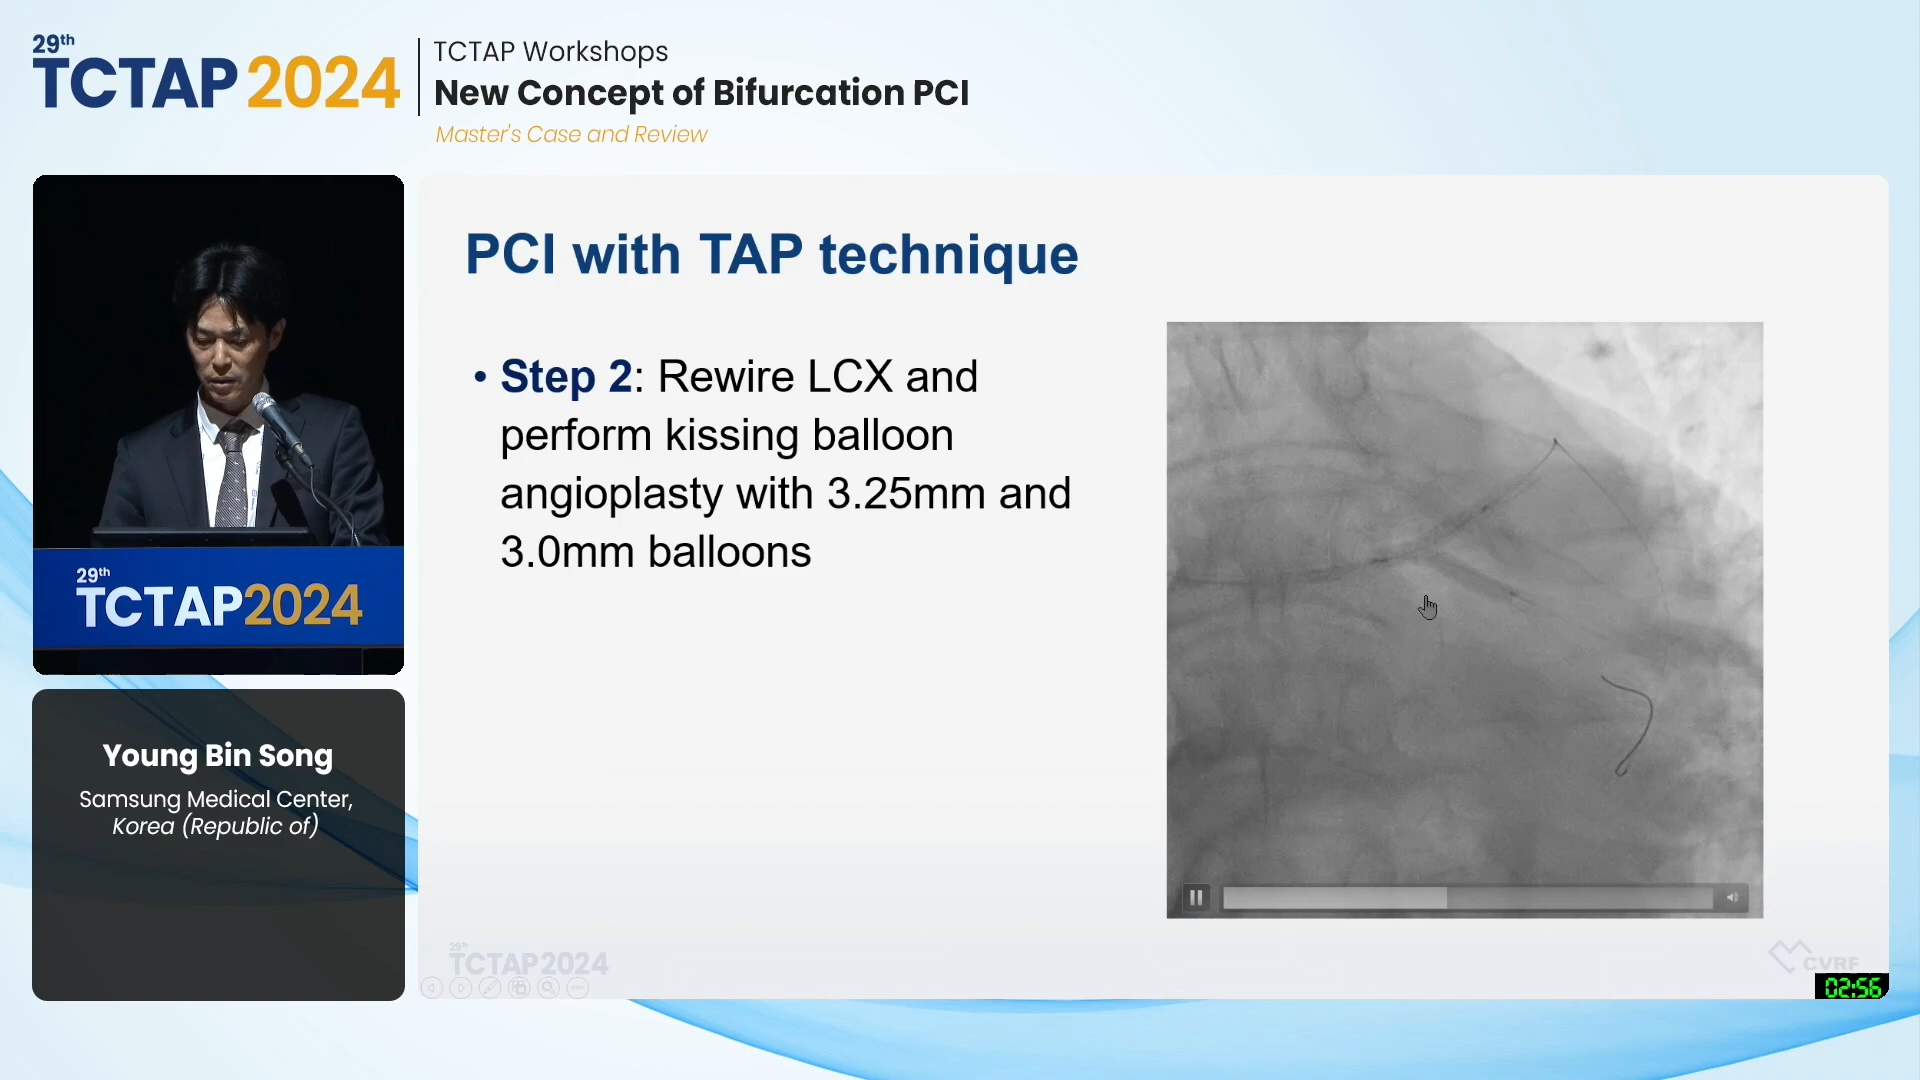 29th
TCTAP 2024
TCTAP Workshops
New Concept of Bifurcation PCI
Master's Case and Review
PCI with TAP technique
• Step 2: Rewire LCX and
perform kissing balloon
angioplasty with 3.25mm and
3.0mm balloons
29th
TCTAP2024
Young Bin Song
Samsung Medical Center,
Korea (Republic of)
29th
TCTAP2024
CVRF
02:56